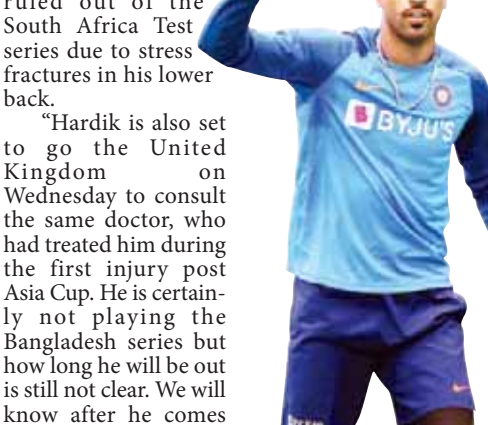 ruled out of the
South Africa Test
series due to stress
fractures in his lower
back.
“Hardik is also set
to go the United
Kingdom on
Wednesday to consult
the same doctor, who
had treated him during
the first injury post
Asia Cup. He is certain-
ly not playing the
Bangladesh series but
how long he will be out
is still not clear. We will
know after he comes
BYJU'S